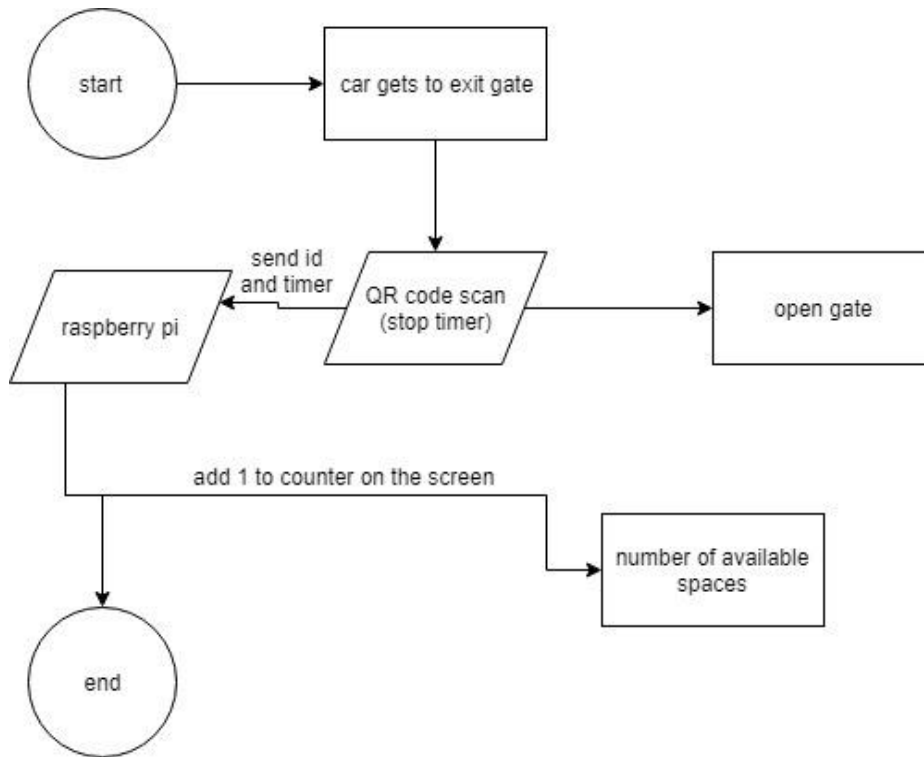 start
car gets to exit gate
send id
and timer
QR code scan
(stop timer)
open gate
raspberry pi
add 1 to counter on the screen
number of available
spaces
end